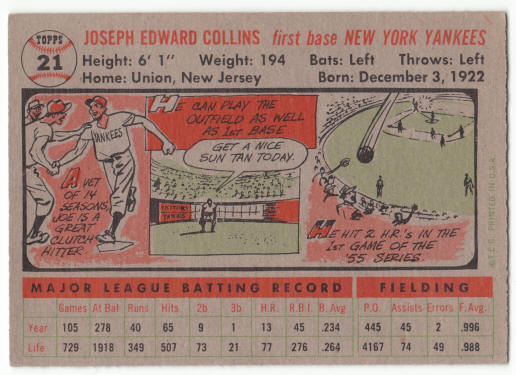 TOPPS
21
JOSEPH EDWARD COLLINS first base NEW YORK YANKEES
Height: 6' 1" Weight: 194 Bats: Left Throws: Left
Home: Union, New Jersey Born: December 3, 1922
YANKEES
A VET
OF 14
SEASONS,
JOE IS A
GREAT
CLUTCH
HITTER.
HE CAN PLAY THE
OUTFIELD AS WELL
AS 1ST BASE
GET A NICE
SUN TAN TODAY.
VISITORS
YANKS
HE HIT 2 H.R.'S IN THE
1ST GAME OF THE
'55 SERIES.
© T.C.G. PRINTED IN U.S.A.
MAJOR LEAGUE BATTING RECORD FIELDING
Games At Bat Runs Hits 2b 3b H.R. R.B.I. B. Avg P.O. Assists Errors F. Avg.
Year 105 278 40 65 9 1 13 45 .234 445 45 2 .996
Life 729 1918 349 507 73 21 77 276 .264 4167 74 49 .988